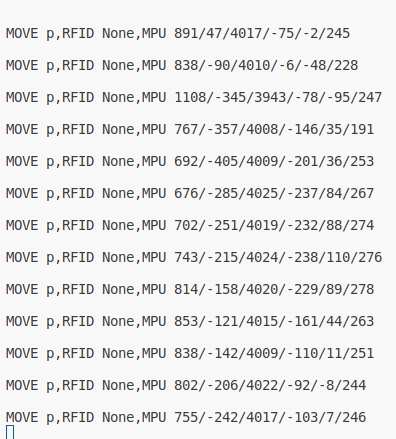 MOVE p,RFID None,MPU 891/47/4017/-75/-2/245
MOVE p,RFID None,MPU 838/-90/4010/-6/-48/228
MOVE p,RFID None,MPU 1108/-345/3943/-78/-95/247
MOVE p,RFID None,MPU 767/-357/4008/-146/35/191
MOVE p,RFID None,MPU 692/-405/4009/-201/36/253
MOVE p,RFID None,MPU 676/-285/4025/-237/84/267
MOVE p,RFID None,MPU 702/-251/4019/-232/88/274
MOVE p,RFID None,MPU 743/-215/4024/-238/110/276
MOVE p,RFID None,MPU 814/-158/4020/-229/89/278
MOVE p,RFID None,MPU 853/-121/4015/-161/44/263
MOVE p,RFID None,MPU 838/-142/4009/-110/11/251
MOVE p,RFID None,MPU 802/-206/4022/-92/-8/244
MOVE p,RFID None,MPU 755/-242/4017/-103/7/246